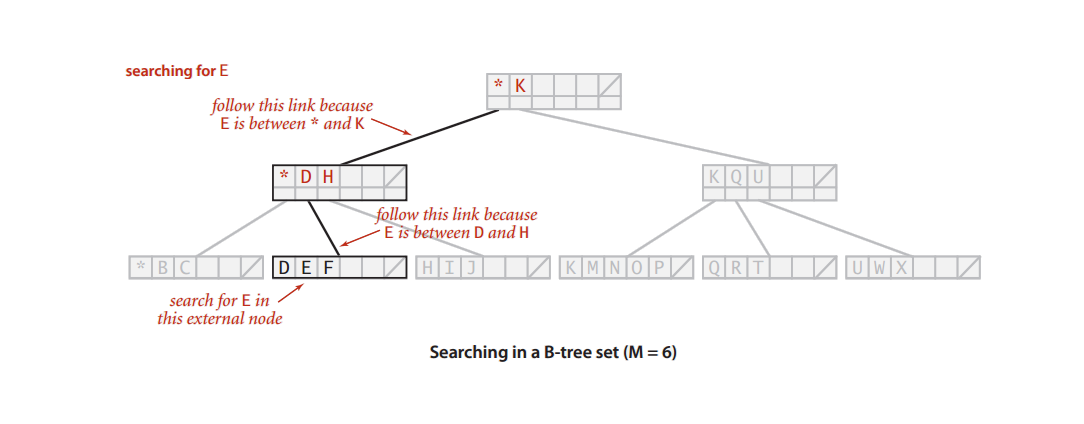 searching for E
* K
follow this link because
E is between * and K
* D H
K Q U
follow this link because
E is between D and H
* B C
D E F
H I J
K M N O P
Q R T
U W X
search for E in
this external node
Searching in a B-tree set (M = 6)